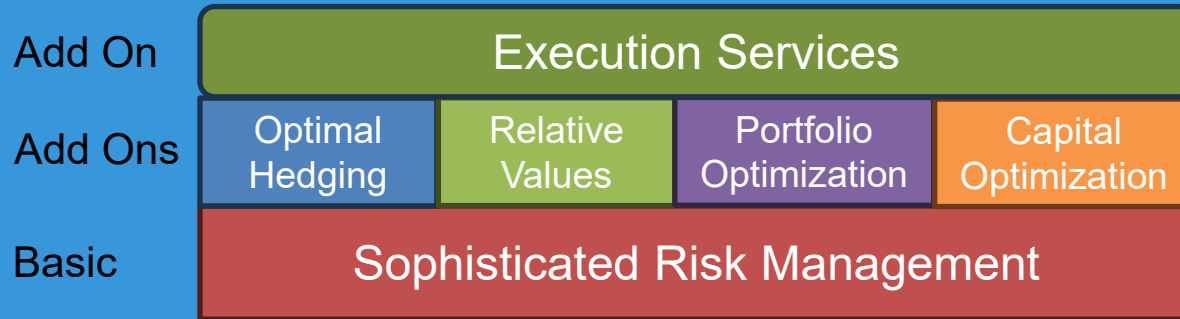 Add On
Execution Services
Add Ons
Optimal
Hedging
Relative
Values
Portfolio
Optimization
Capital
Optimization
Basic
Sophisticated Risk Management